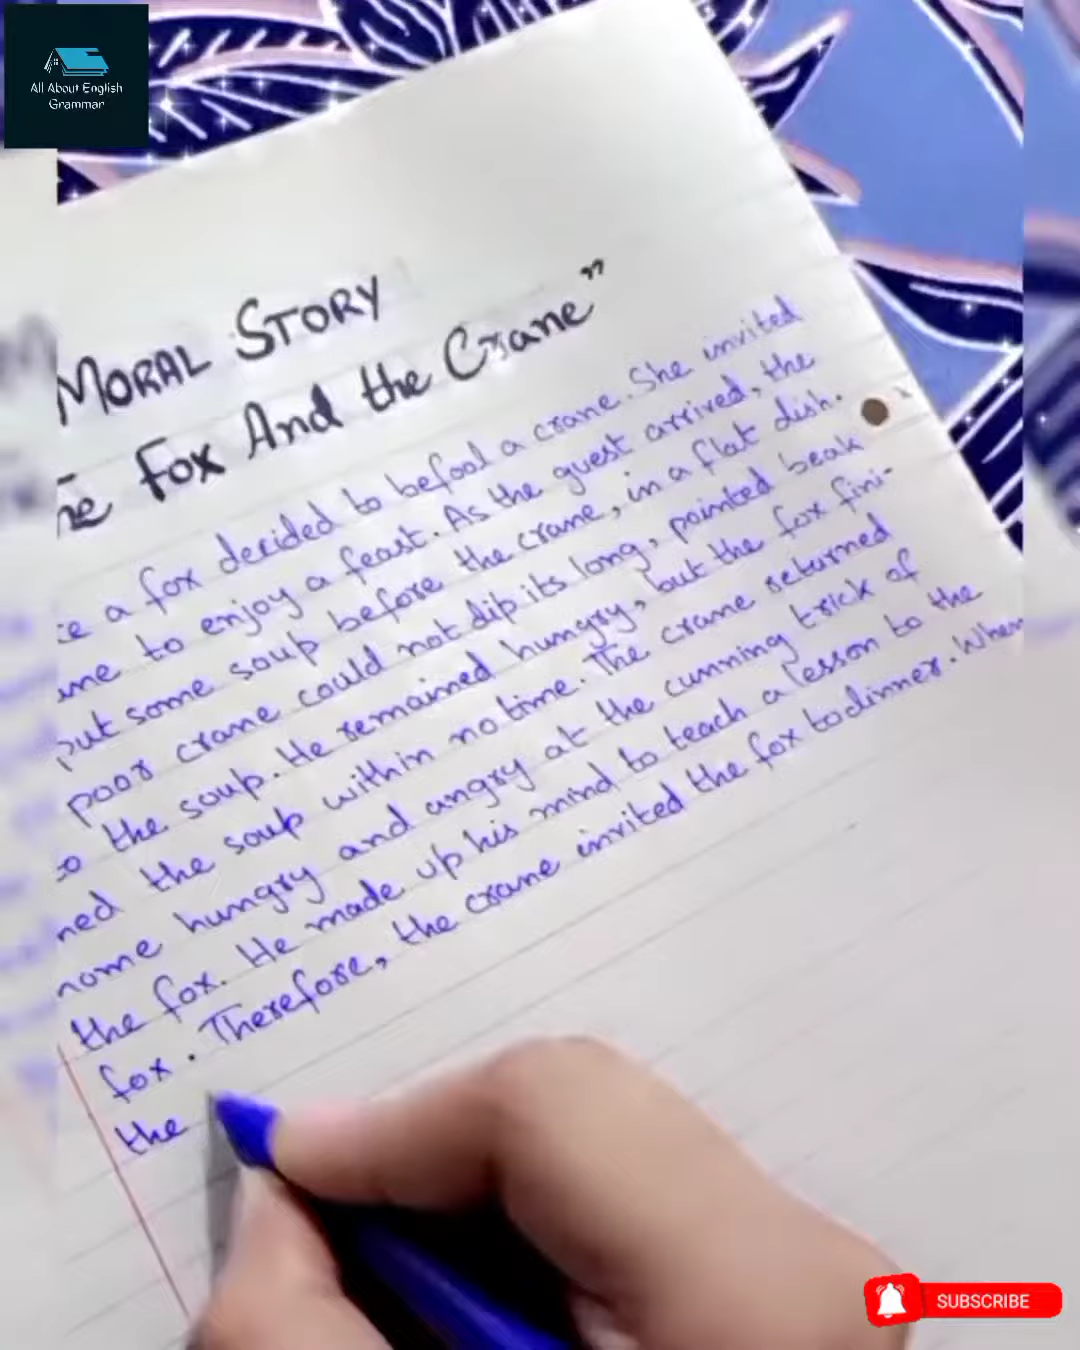 All About English
Grammar
MORAL STORY
Fox And the Crane”
a fox decided to befool a crane. She invited
to enjoy a feast. As the guest arrived, the
put some soup before the crane, in a flat dish.
poor crane could not dip its long, pointed beak
the soup. He remained hungry, but the fox fini-
ned the soup within no time. The crane returned
home hungry and angry at the cunning trick of
the fox. He made up his mind to teach a lesson to the
fox. Therefore, the crane invited the fox to dinner. When
the
SUBSCRIBE